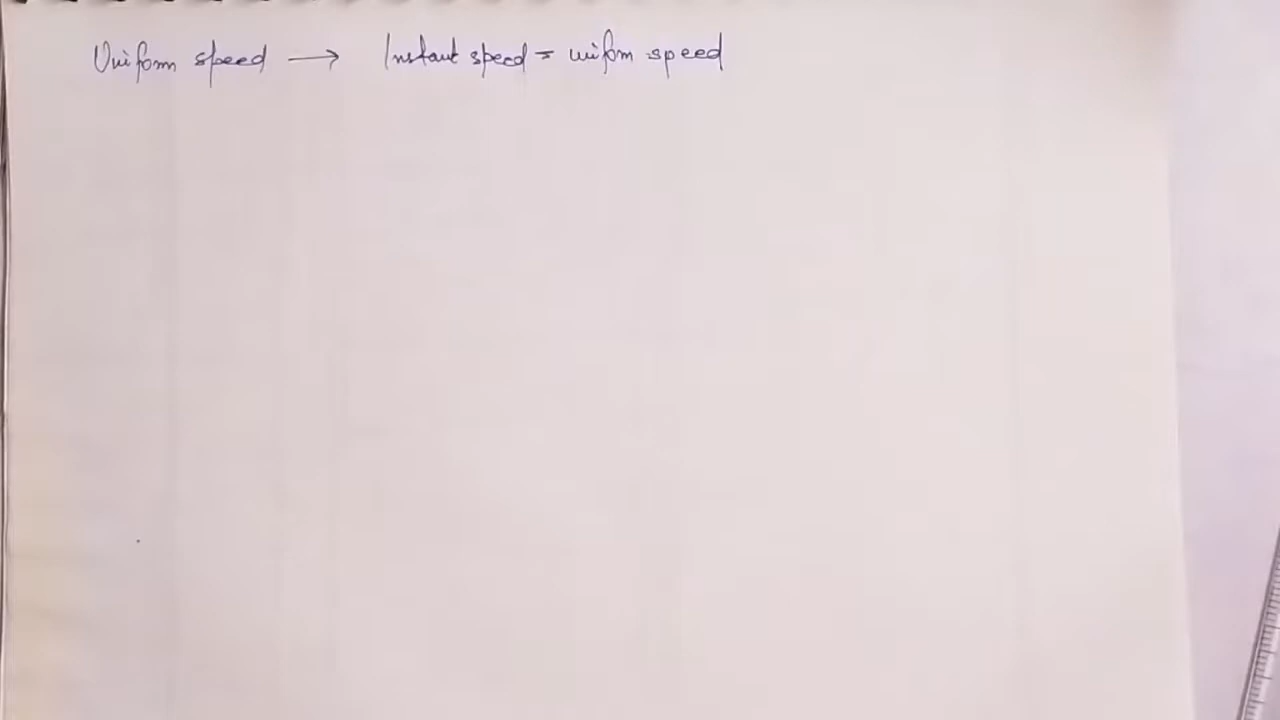 Uniform speed → Instant speed = uniform speed